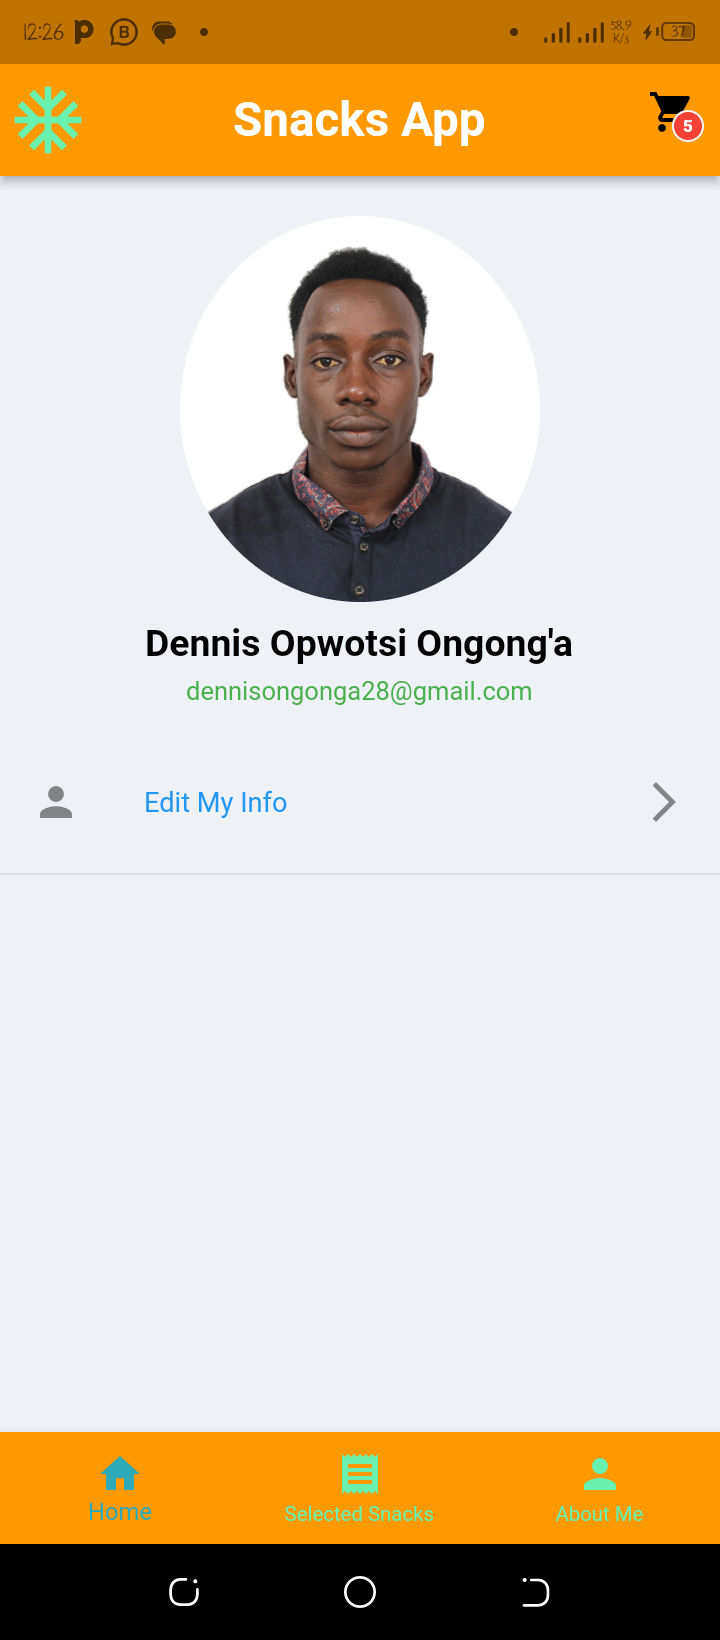 12:26
58.9
K/s
37
Snacks App
5
Dennis Opwotsi Ongong'a
dennisongonga28@gmail.com
Edit My Info
Home
Selected Snacks
About Me